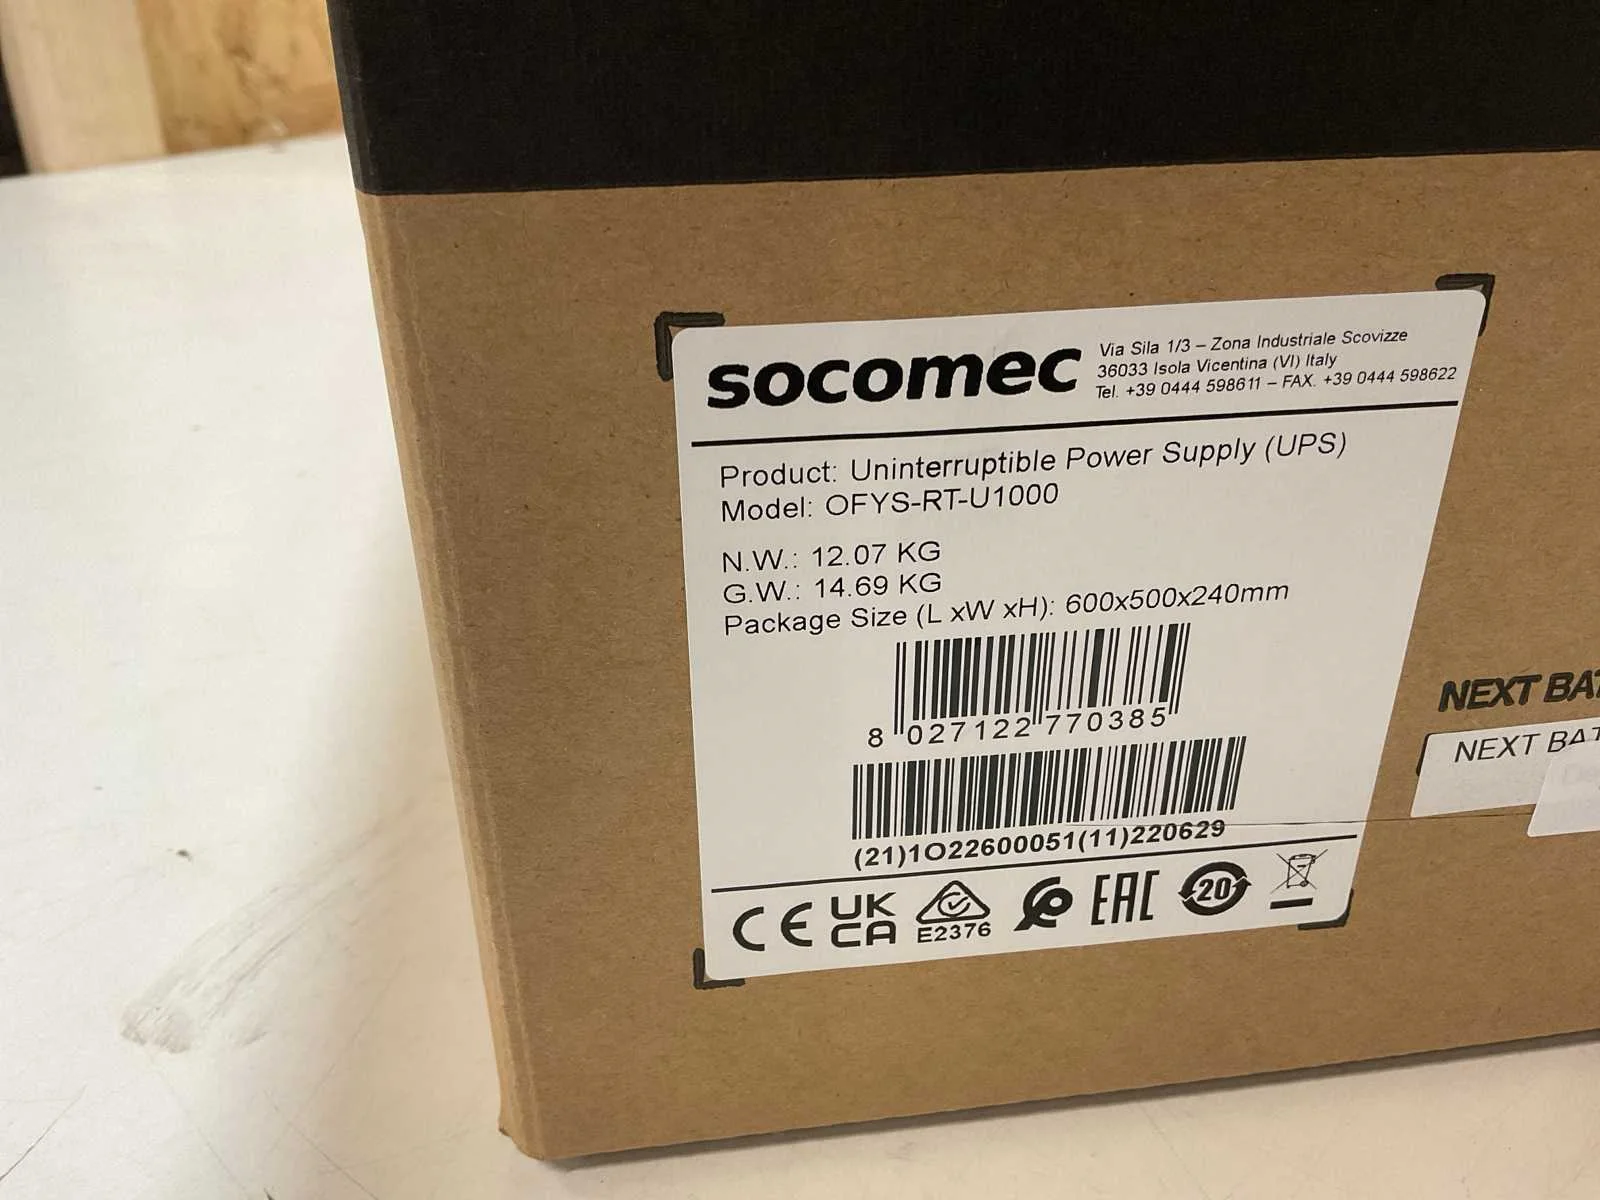 socomec
Via Sila 1/3 – Zona Industriale Scovizze
36033 Isola Vicentina (VI) Italy
Tel. +39 0444 598611 – FAX. +39 0444 598622
Product: Uninterruptible Power Supply (UPS)
Model: OFYS-RT-U1000
N.W.: 12.07 KG
G.W.: 14.69 KG
Package Size (L xW xH): 600x500x240mm
8 027122 770385
(21)1O22600051(11)220629
CE UKCA E2376 EAC 20
NEXT BAT
NEXT BAT